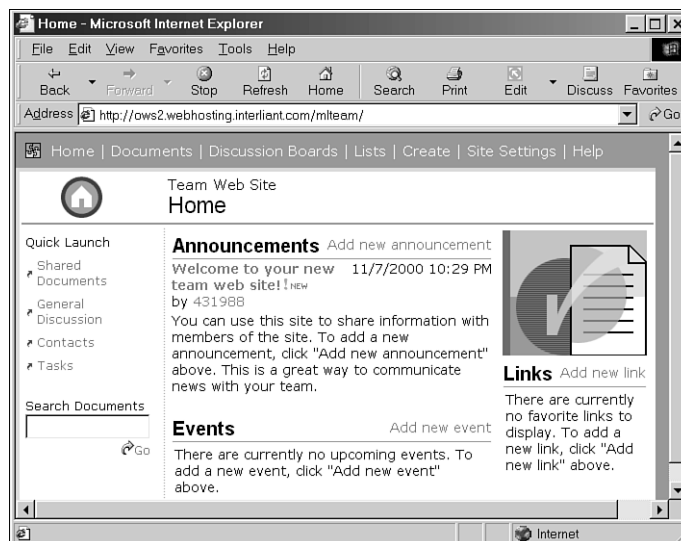 Home - Microsoft Internet Explorer
File Edit View Favorites Tools Help
Back Forward Stop Refresh Home Search Print Edit Discuss Favorites
Address http://ows2.webhosting.interliant.com/mlteam/ Go
Home | Documents | Discussion Boards | Lists | Create | Site Settings | Help
Team Web Site
Home
Quick Launch
Shared
Documents
General
Discussion
Contacts
Tasks
Search Documents
Go
Announcements Add new announcement
Welcome to your new 11/7/2000 10:29 PM
team web site! ! NEW
by 431988
You can use this site to share information with
members of the site. To add a new
announcement, click "Add new announcement"
above. This is a great way to communicate
news with your team.
Events Add new event
There are currently no upcoming events. To
add a new event, click "Add new event"
above.
Links Add new link
There are currently
no favorite links to
display. To add a
new link, click "Add
new link" above.
Internet